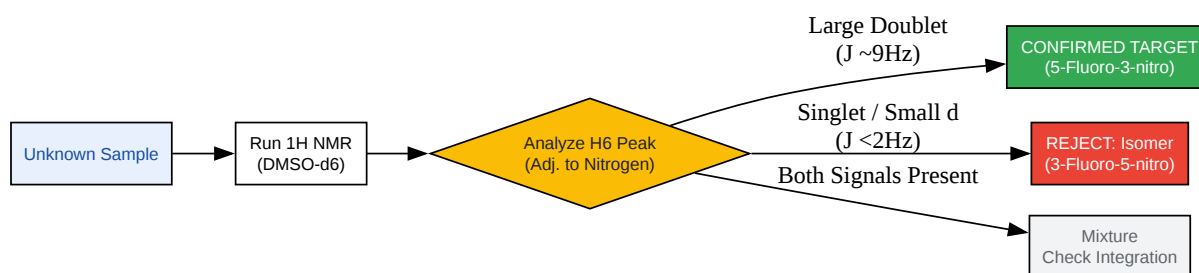 Unknown Sample
Run 1H NMR
(DMSO-d6)
Analyze H6 Peak
(Adj. to Nitrogen)
Large Doublet
(J ~9Hz)
CONFIRMED TARGET
(5-Fluoro-3-nitro)
Singlet / Small d
(J <2Hz)
REJECT: Isomer
(3-Fluoro-5-nitro)
Both Signals Present
Mixture
Check Integration